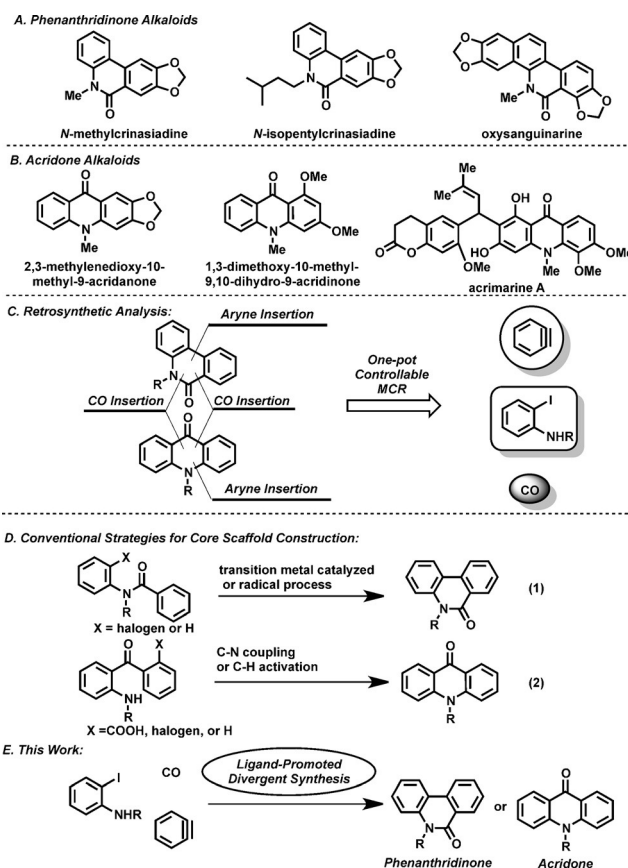 A. Phenanthridinone Alkaloids
N
Me
O
O
O
N-methylcrinasiadine
N
O
O
O
N-isopentylcrinasiadine
O
O
N
Me
O
O
O
oxysanguinarine
B. Acridone Alkaloids
O
O
O
N
Me
2,3-methylenedioxy-10-
methyl-9-acridanone
O
OMe
OMe
N
Me
1,3-dimethoxy-10-methyl-
9,10-dihydro-9-acridinone
Me
Me
OH
O
O
O
OMe
HO
N
Me
OMe
OMe
acrimarine A
C. Retrosynthetic Analysis:
Aryne Insertion
N
R
O
CO Insertion
CO Insertion
O
N
R
Aryne Insertion
One-pot
Controllable
MCR
I
NHR
CO
D. Conventional Strategies for Core Scaffold Construction:
X
O
N
R
X = halogen or H
transition metal catalyzed
or radical process
N
R
O
(1)
O
X
NH
R
X =COOH, halogen, or H
C-N coupling
or C-H activation
O
N
R
(2)
E. This Work:
I
NHR
CO
Ligand-Promoted
Divergent Synthesis
N
R
O
Phenanthridinone
or
O
N
R
Acridone